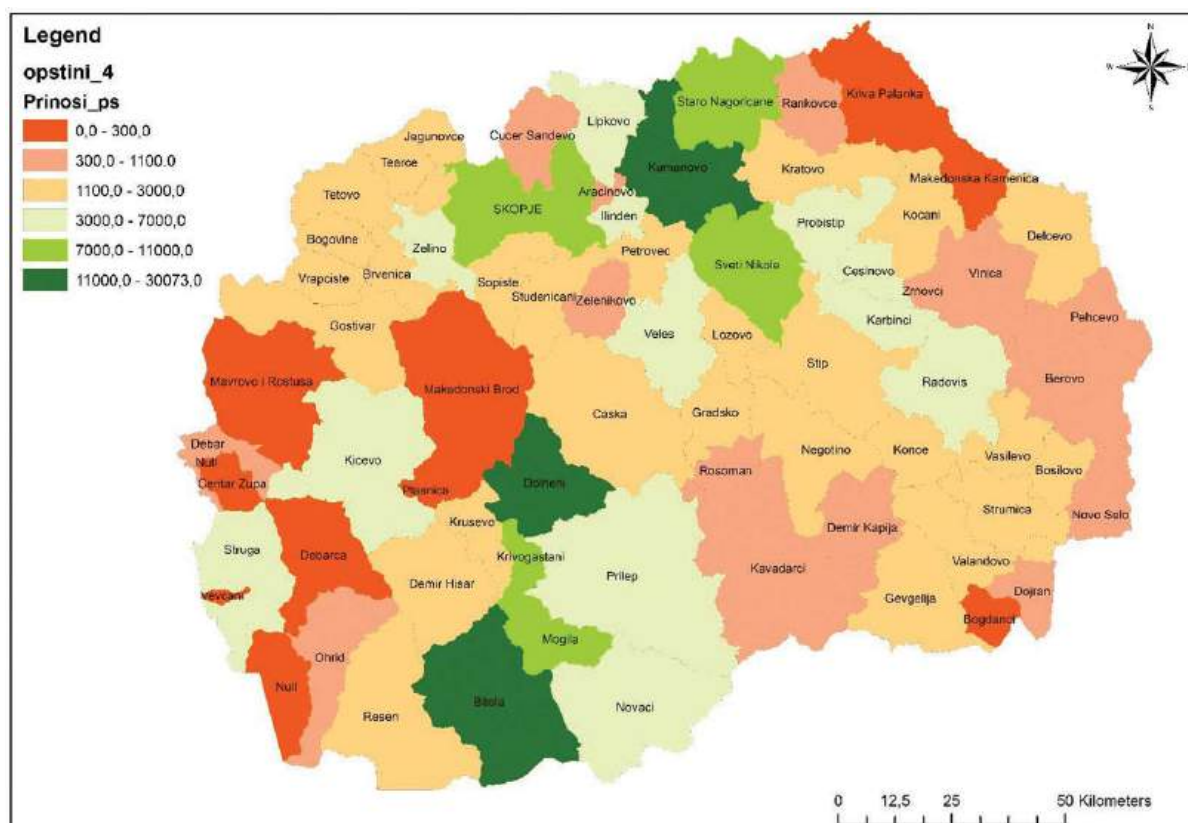 Legend
opstini_4
Prinosi_ps
0,0 - 300,0
300,0 - 1100,0
1100,0 - 3000,0
3000,0 - 7000,0
7000,0 - 11000,0
11000,0 - 30073,0
N
W
S
Kriva Palanka
Staro Nagoricane
Rankovce
Lipkovo
Cucer Sandevo
Jegunovce
Tearce
Kumanovo
Kratovo
Makedonska Kamenica
Aracinovo
Tetovo
SKOPJE
Ilinden
Probistip
Kocani
Delcevo
Bogovine
Zelino
Petrovec
Sveti Nikole
Cesinovo
Vinica
Vrapciste
Brvenica
Sopiste
Zrnovci
Studenicani
Zelenikovo
Pehcevo
Karbinci
Gostivar
Veles
Lozovo
Stip
Mavrovo i Rostusa
Makedonski Brod
Radovis
Berovo
Caska
Gradsko
Debar
Null
Kicevo
Negotino
Konce
Vasilevo
Bosilovo
Rosoman
Centar Zupa
Plasnica
Dolneni
Strumica
Novo Selo
Krusevo
Demir Kapija
Struga
Debarca
Krivogastani
Valandovo
Prilep
Kavadarci
Demir Hisar
Vevcani
Gevgelija
Dojran
Bogdanci
Mogila
Ohrid
Null
Bitola
Novaci
Resen
0 12,5 25 50 Kilometers